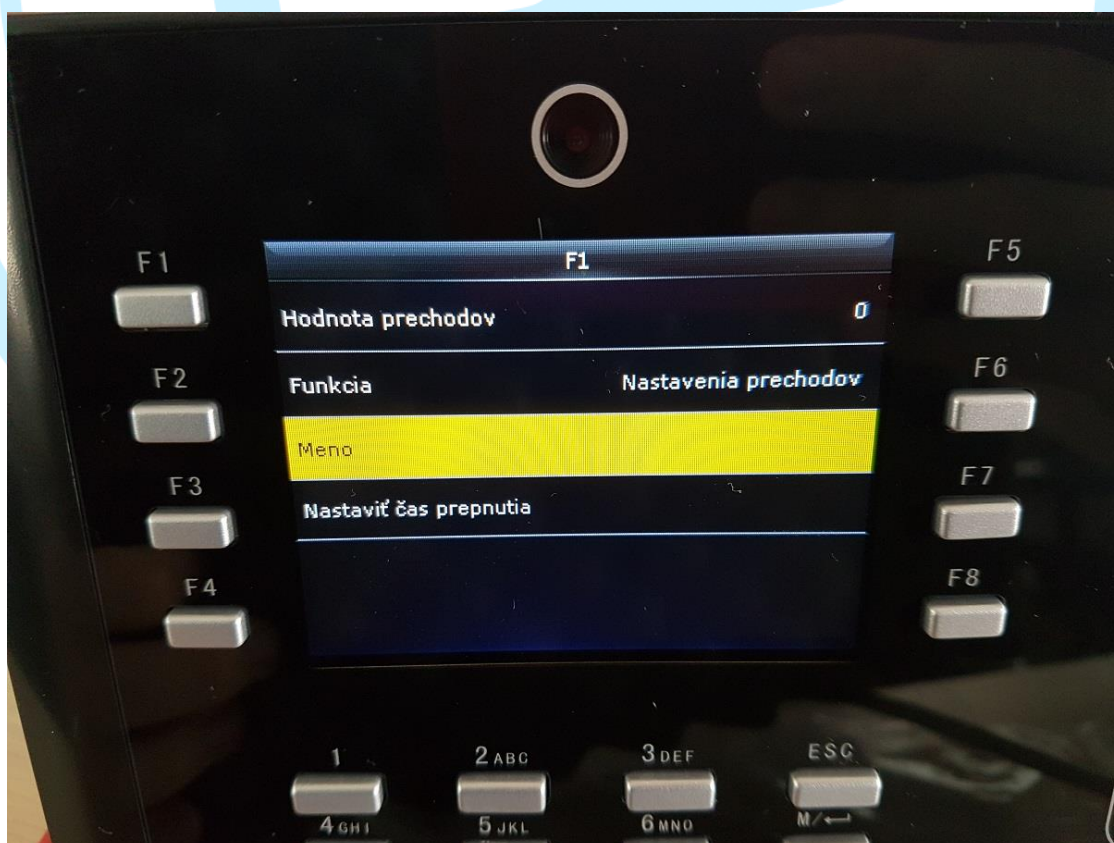 F1
F5
F1
Hodnota prechodov 0
F2
Funkcia Nastavenia prechodov
F6
Meno
F3
F7
Nastaviť čas prepnutia
F4
F8
1 2 ABC 3 DEF ESC
4 GHI 5 JKL 6 MNO M/↵